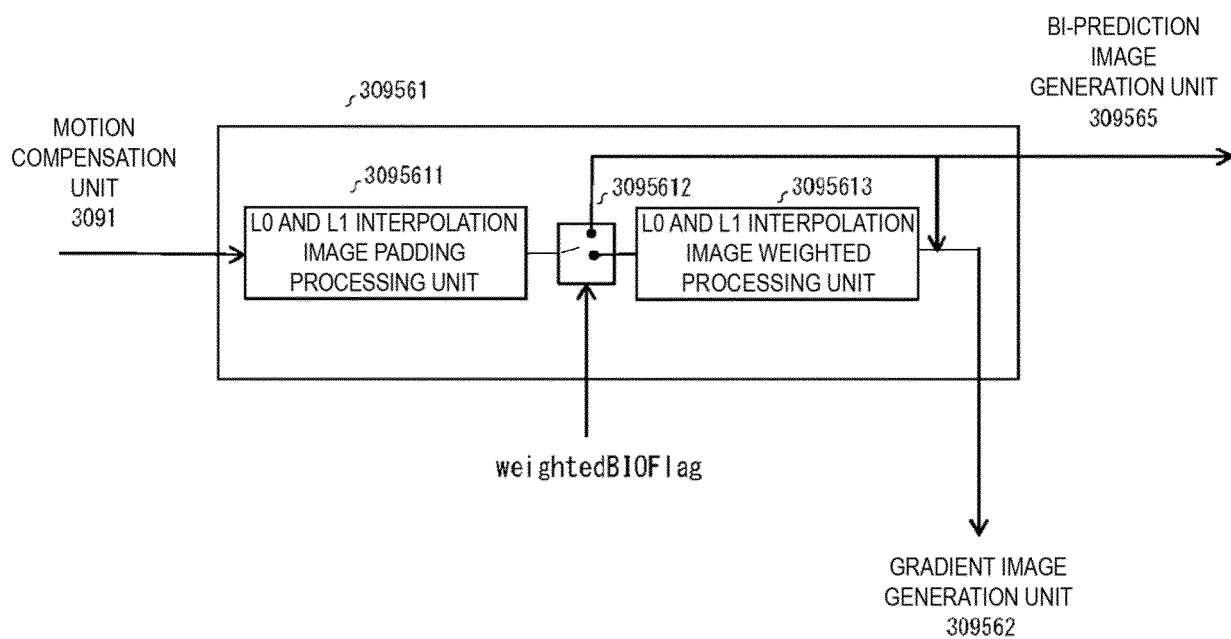 BI-PREDICTION
IMAGE
GENERATION UNIT
309565
309561
MOTION
COMPENSATION
UNIT
3091
3095611
3095612
3095613
L0 AND L1 INTERPOLATION
IMAGE PADDING
PROCESSING UNIT
L0 AND L1 INTERPOLATION
IMAGE WEIGHTED
PROCESSING UNIT
weightedBIOFlag
GRADIENT IMAGE
GENERATION UNIT
309562